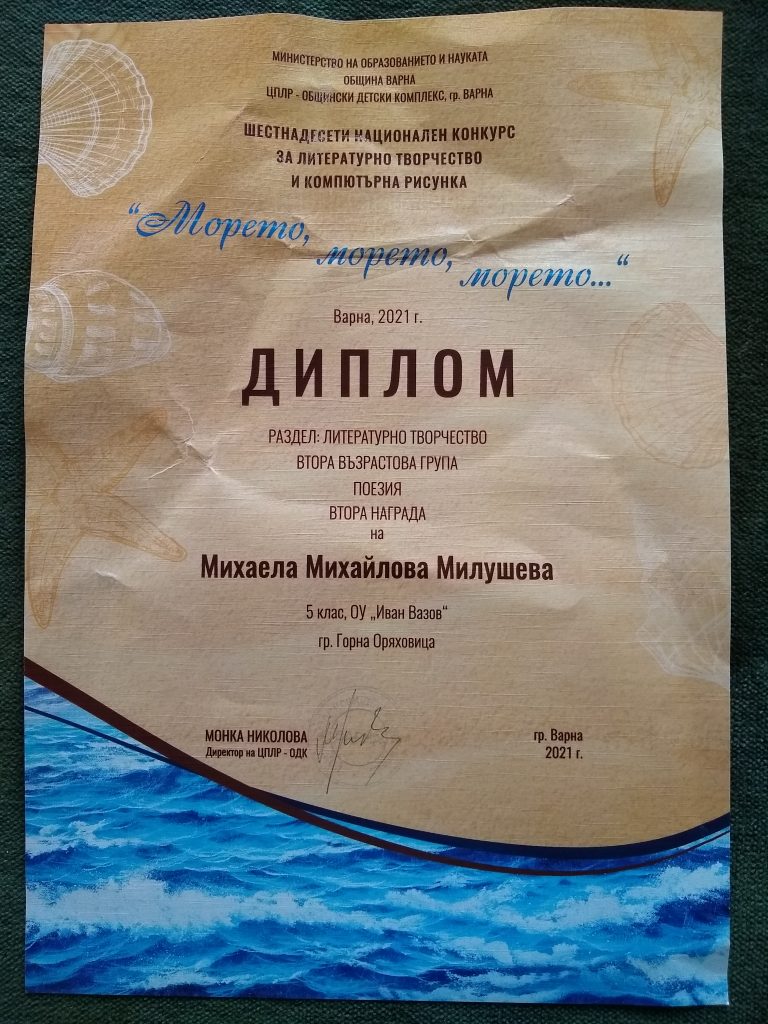 МИНИСТЕРСТВО НА ОБРАЗОВАНИЕТО И НАУКАТА
ОБЩИНА ВАРНА
ЦПЛР - ОБЩИНСКИ ДЕТСКИ КОМПЛЕКС, гр. ВАРНА
ШЕСТНАДЕСЕТИ НАЦИОНАЛЕН КОНКУРС
ЗА ЛИТЕРАТУРНО ТВОРЧЕСТВО
И КОМПЮТЪРНА РИСУНКА
“Морето, морето, морето...“
Варна, 2021 г.
ДИПЛОМ
РАЗДЕЛ: ЛИТЕРАТУРНО ТВОРЧЕСТВО
ВТОРА ВЪЗРАСТОВА ГРУПА
ПОЕЗИЯ
ВТОРА НАГРАДА
на
Михаела Михайлова Милушева
5 клас, ОУ „Иван Вазов“
гр. Горна Оряховица
МОНКА НИКОЛОВА
Директор на ЦПЛР - ОДК
гр. Варна
2021 г.